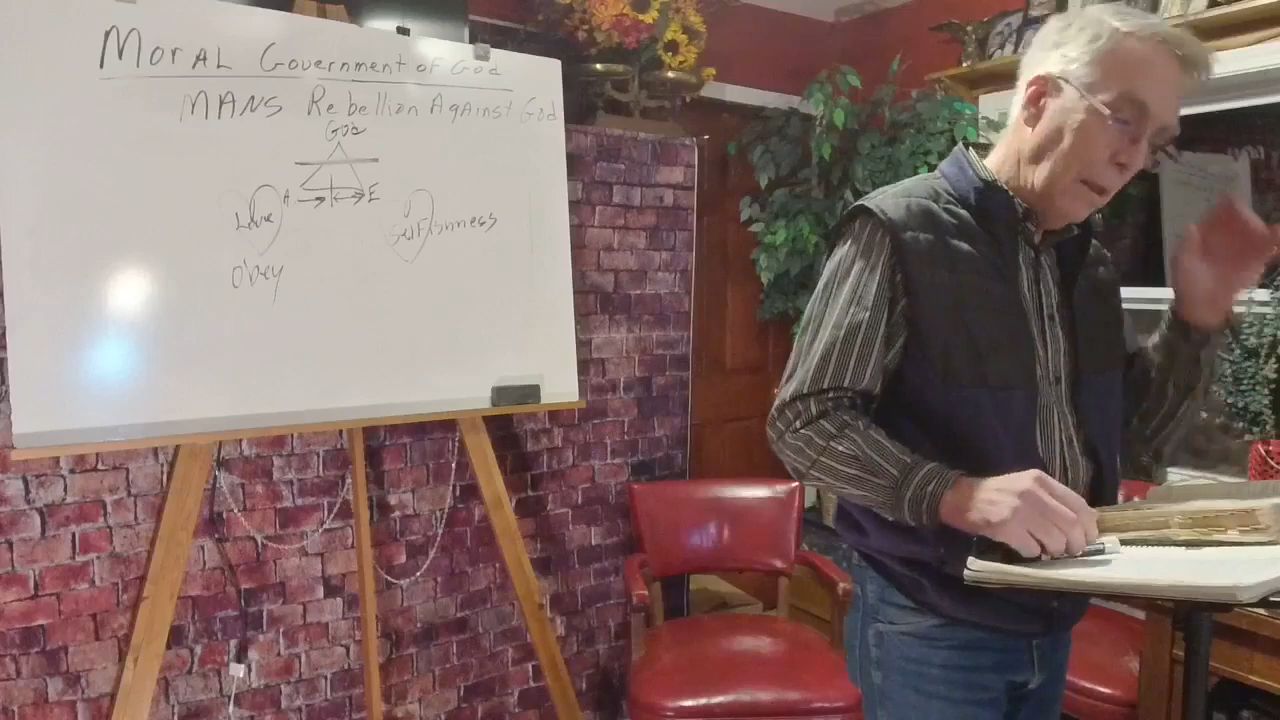 Moral Government of God
MANS Rebellion Against God
God
A E
Love Selfishness
Obey